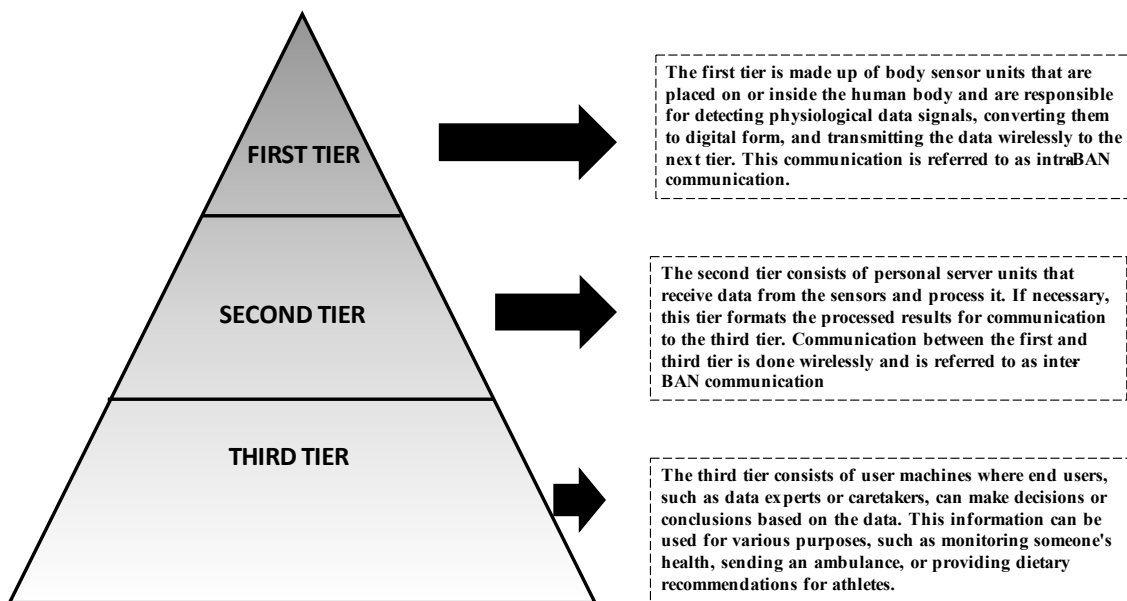 FIRST TIER
The first tier is made up of body sensor units that are
placed on or inside the human body and are responsible
for detecting physiological data signals, converting them
to digital form, and transmitting the data wirelessly to the
next tier. This communication is referred to as intra-BAN
communication.
SECOND TIER
The second tier consists of personal server units that
receive data from the sensors and process it. If necessary,
this tier formats the processed results for communication
to the third tier. Communication between the first and
third tier is done wirelessly and is referred to as inter-
BAN communication
THIRD TIER
The third tier consists of user machines where end users,
such as data experts or caretakers, can make decisions or
conclusions based on the data. This information can be
used for various purposes, such as monitoring someone's
health, sending an ambulance, or providing dietary
recommendations for athletes.